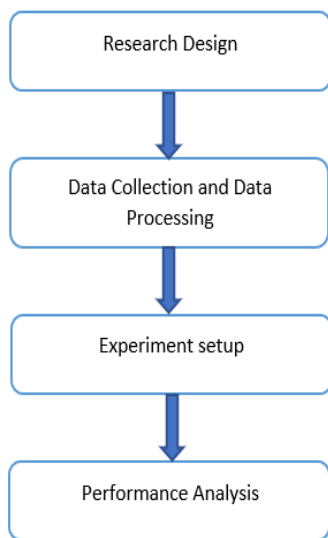 Research Design
Data Collection and Data
Processing
Experiment setup
Performance Analysis